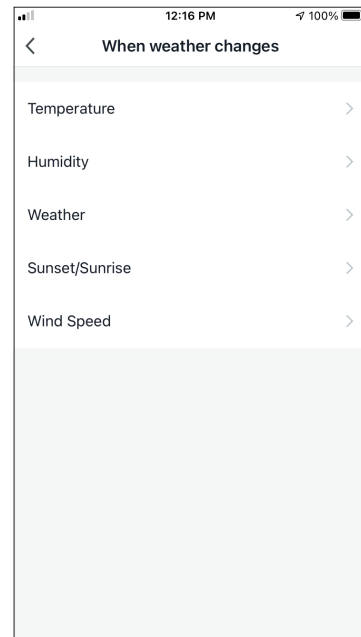 12:16 PM 100%
When weather changes
Temperature
Humidity
Weather
Sunset/Sunrise
Wind Speed